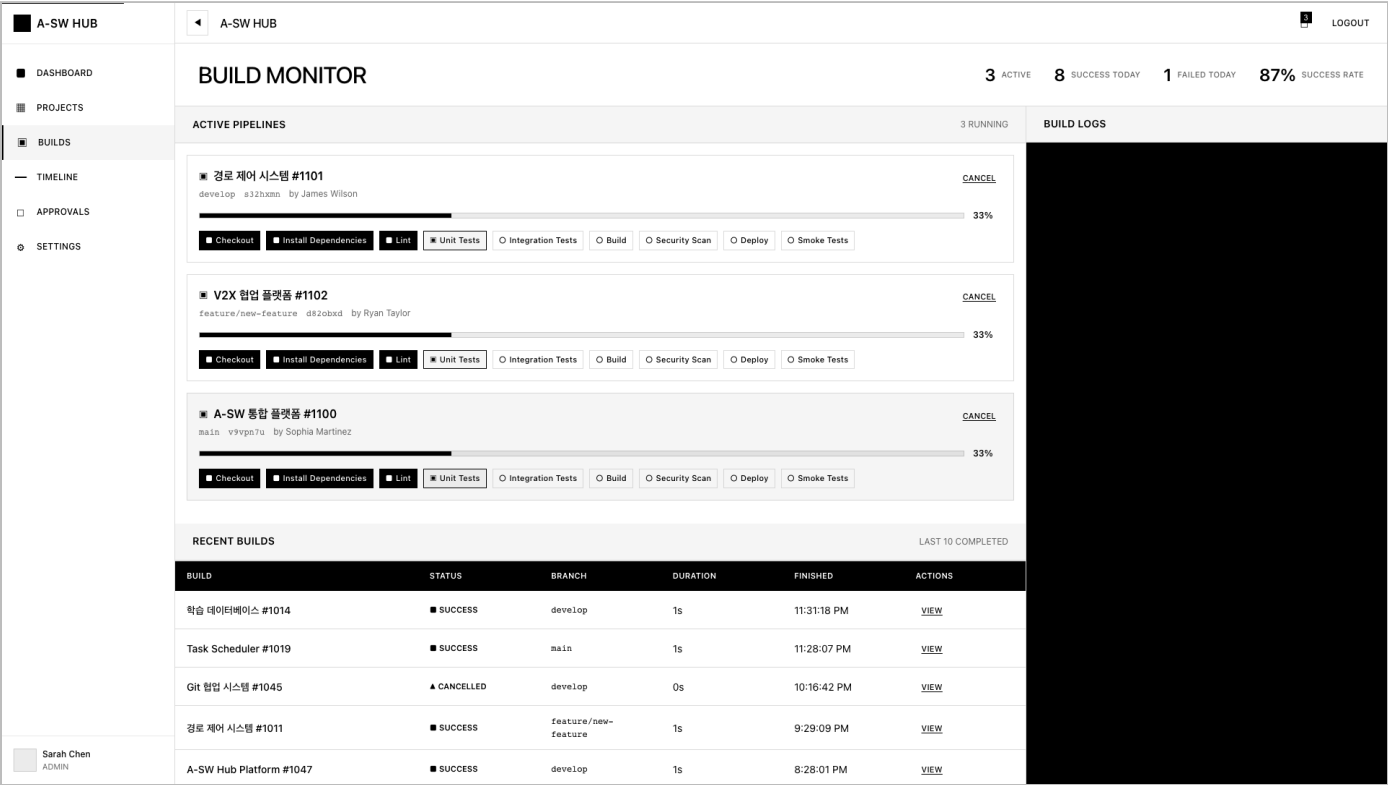 A-SW HUB
A-SW HUB
3
LOGOUT
DASHBOARD
PROJECTS
BUILDS
TIMELINE
APPROVALS
SETTINGS
Sarah Chen
ADMIN
BUILD MONITOR
3 ACTIVE
8 SUCCESS TODAY
1 FAILED TODAY
87% SUCCESS RATE
ACTIVE PIPELINES
3 RUNNING
경로 제어 시스템 #1101
CANCEL
develop s32hxmn by James Wilson
33%
Checkout Install Dependencies Lint Unit Tests Integration Tests Build Security Scan Deploy Smoke Tests
V2X 협업 플랫폼 #1102
CANCEL
feature/new-feature d82obxd by Ryan Taylor
33%
Checkout Install Dependencies Lint Unit Tests Integration Tests Build Security Scan Deploy Smoke Tests
A-SW 통합 플랫폼 #1100
CANCEL
main v9vpn7u by Sophia Martinez
33%
Checkout Install Dependencies Lint Unit Tests Integration Tests Build Security Scan Deploy Smoke Tests
RECENT BUILDS
LAST 10 COMPLETED
BUILD STATUS BRANCH DURATION FINISHED ACTIONS
학습 데이터베이스 #1014 SUCCESS develop 1s 11:31:18 PM VIEW
Task Scheduler #1019 SUCCESS main 1s 11:28:07 PM VIEW
Git 협업 시스템 #1045 CANCELLED develop 0s 10:16:42 PM VIEW
경로 제어 시스템 #1011 SUCCESS feature/new-
feature 1s 9:29:09 PM VIEW
A-SW Hub Platform #1047 SUCCESS develop 1s 8:28:01 PM VIEW
BUILD LOGS